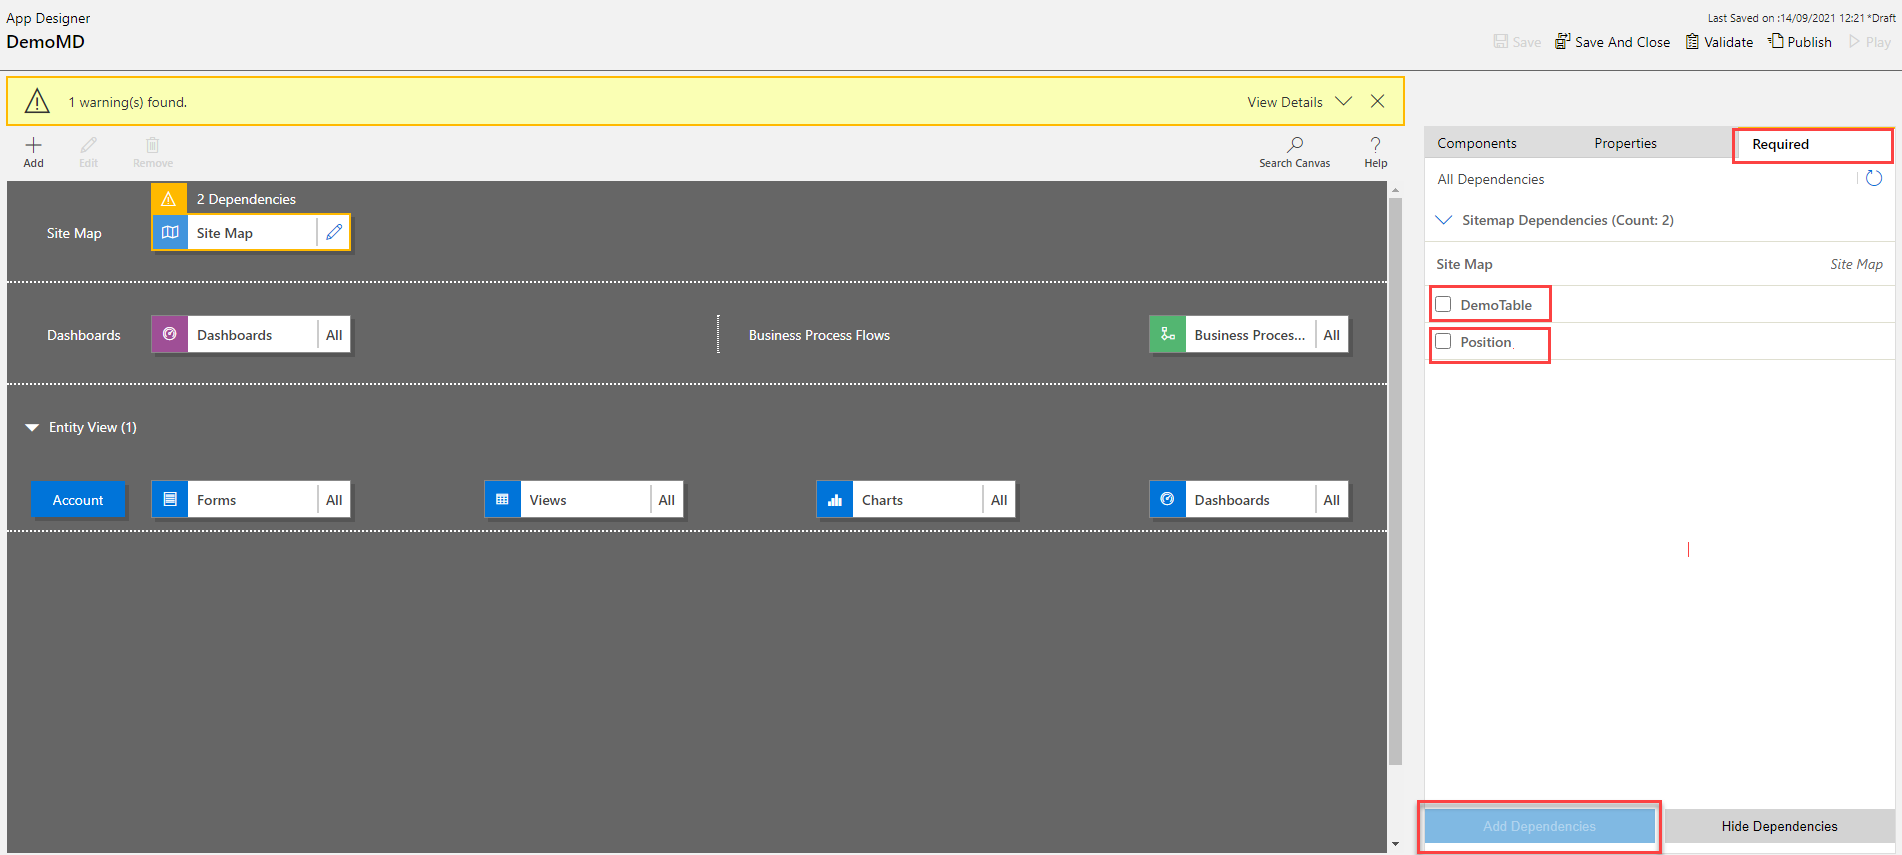 App Designer
DemoMD
Last Saved on :14/09/2021 12:21 *Draft
Save
Save And Close
Validate
Publish
Play
1 warning(s) found.
View Details
Add
Edit
Remove
Search Canvas
Help
2 Dependencies
Site Map
Site Map
Dashboards
Dashboards
All
Business Process Flows
Business Proces...
All
Entity View (1)
Account
Forms
All
Views
All
Charts
All
Dashboards
All
Components
Properties
Required
All Dependencies
Sitemap Dependencies (Count: 2)
Site Map
Site Map
DemoTable
Position
Add Dependencies
Hide Dependencies